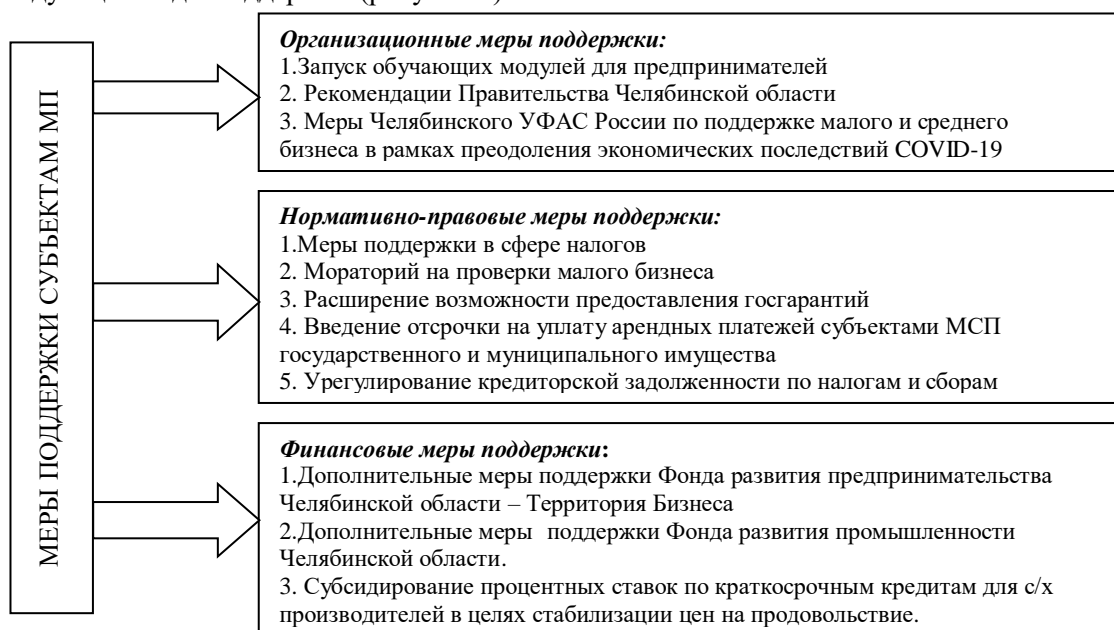 Организационные меры поддержки:
1.Запуск обучающих модулей для предпринимателей
2. Рекомендации Правительства Челябинской области
3. Меры Челябинского УФАС России по поддержке малого и среднего
бизнеса в рамках преодоления экономических последствий COVID-19
МЕРЫ ПОДДЕРЖКИ СУБЪЕКТАМ МП
Нормативно-правовые меры поддержки:
1.Меры поддержки в сфере налогов
2. Мораторий на проверки малого бизнеса
3. Расширение возможности предоставления госгарантий
4. Введение отсрочки на уплату арендных платежей субъектами МСП
государственного и муниципального имущества
5. Урегулирование кредиторской задолженности по налогам и сборам
Финансовые меры поддержки:
1.Дополнительные меры поддержки Фонда развития предпринимательства
Челябинской области – Территория Бизнеса
2.Дополнительные меры поддержки Фонда развития промышленности
Челябинской области.
3. Субсидирование процентных ставок по краткосрочным кредитам для с/х
производителей в целях стабилизации цен на продовольствие.